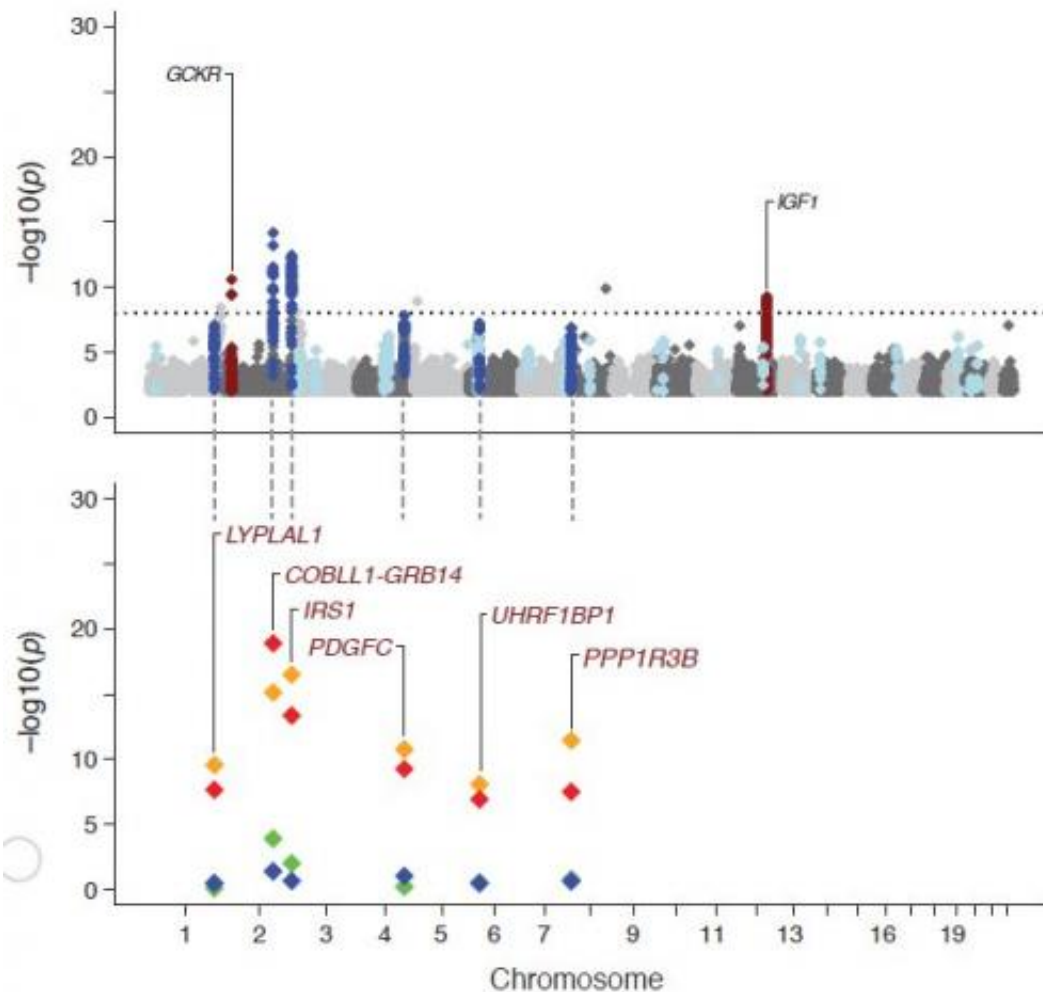 30
GCKR
20
IGF1
10
5
0
–log10(p)
30
LYPLAL1
COBLL1-GRB14
IRS1
UHRF1BP1
20
PDGFC
PPP1R3B
10
5
0
–log10(p)
1 2 3 4 5 6 7 9 11 13 16 19
Chromosome